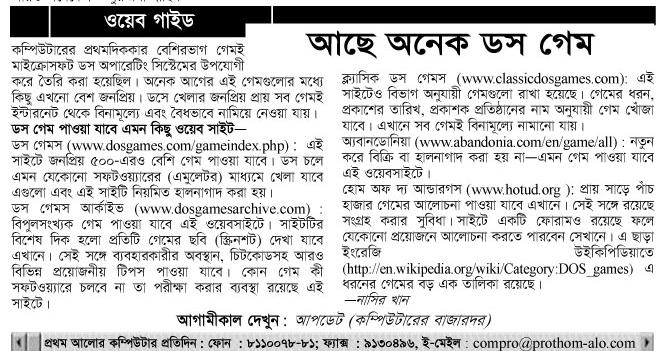 ওয়েব গাইড
আছে অনেক ডস গেম
কম্পিউটারের প্রথমদিককার বেশিরভাগ গেমই
মাইক্রোসফট ডস অপারেটিং সিস্টেমের উপযোগী
করে তৈরি করা হয়েছিল। অনেক আগের এই গেমগুলোর মধ্যে
কিছু এখনো বেশ জনপ্রিয়। ডসে খেলার জনপ্রিয় প্রায় সব গেমই
ইন্টারনেট থেকে বিনামূল্যে এবং বৈধভাবে নামিয়ে নেওয়া যায়।
ডস গেম পাওয়া যাবে এমন কিছু ওয়েব সাইট—
ডস গেমস (www.dosgames.com/gameindex.php) : এই
সাইটে জনপ্রিয় ৫০০-এরও বেশি গেম পাওয়া যাবে। ডস চলে
এমন যেকোনো সফটওয়্যারের (এমুলেটর) মাধ্যমে খেলা যাবে
এগুলো এবং এই সাইটি নিয়মিত হালনাগাদ করা হয়।
ডস গেমস আর্কাইভ (www.dosgamesarchive.com) :
বিপুলসংখ্যক গেম পাওয়া যাবে এই ওয়েবসাইটে। সাইটটির
বিশেষ দিক হলো প্রতিটি গেমের ছবি (স্ক্রিনশট) দেখা যাবে
এখানে। সেই সঙ্গে ব্যবহারকারীর অবস্থান, চিটকোডসহ আরও
বিভিন্ন প্রয়োজনীয় টিপস পাওয়া যাবে। কোন গেম কী
সফটওয়্যারে চলবে না তা পরীক্ষা করার ব্যবস্থা রয়েছে এই
সাইটে।
ক্ল্যাসিক ডস গেমস (www.classicdosgames.com): এই
সাইটেও বিভাগ অনুযায়ী গেমগুলো রাখা হয়েছে। গেমের ধরন,
প্রকাশের তারিখ, প্রকাশক প্রতিষ্ঠানের নাম অনুযায়ী গেম খোঁজা
যাবে। এখানে সব গেমই বিনামূল্যে নামানো যায়।
অ্যবানডোনিয়া (www.abandonia.com/en/game/all) : নতুন
করে বিক্রি বা হালনাগাদ করা হয় না—এমন গেম পাওয়া যাবে
এই ওয়েবসাইটে।
হোম অফ দ্য আন্ডারগস (www.hotud.org ): প্রায় সাড়ে পাঁচ
হাজার গেমের আলোচনা পাওয়া যাবে এখানে। সেই সঙ্গে রয়েছে
সংগ্রহ করার সুবিধা। সাইটে একটি ফোরামও রয়েছে ফলে
যেকোনো প্রয়োজনে আলোচনা করতে পারবেন সেখানে। এ ছাড়া
ইংরেজি উইকিপিডিয়াতে
(http://en.wikipedia.org/wiki/Category:DOS_games) এ
ধরনের গেমের বড় এক তালিকা রয়েছে।
—নাসির খান
আগামীকাল দেখুন : আপডেট (কম্পিউটারের বাজারদর)
প্রথম আলোর কম্পিউটার প্রতিদিন : ফোন : ৮১১০০৭৮-৮১; ফ্যাক্স : ৯১৩০৪৯৬, ই-মেইল : compro@prothom-alo.com